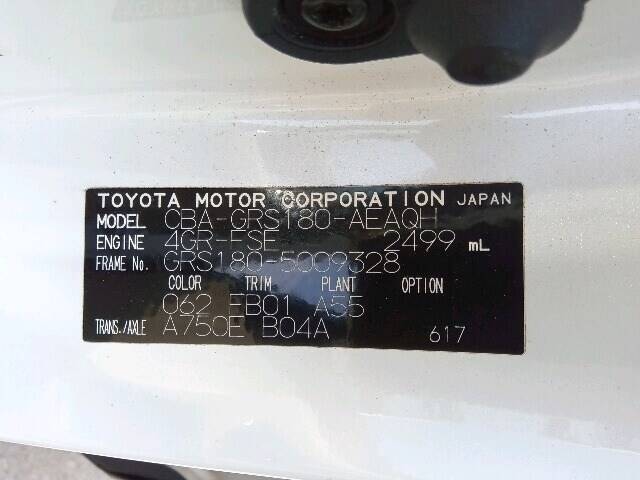 TOYOTA MOTOR CORPORATION JAPAN
MODEL CBA-GRS180-AEAQH
ENGINE 4GR-FSE 2499 mL
FRAME No. GRS180-5009328
COLOR TRIM PLANT OPTION
062 EB01 A55
TRANS./AXLE A750E B04A 617